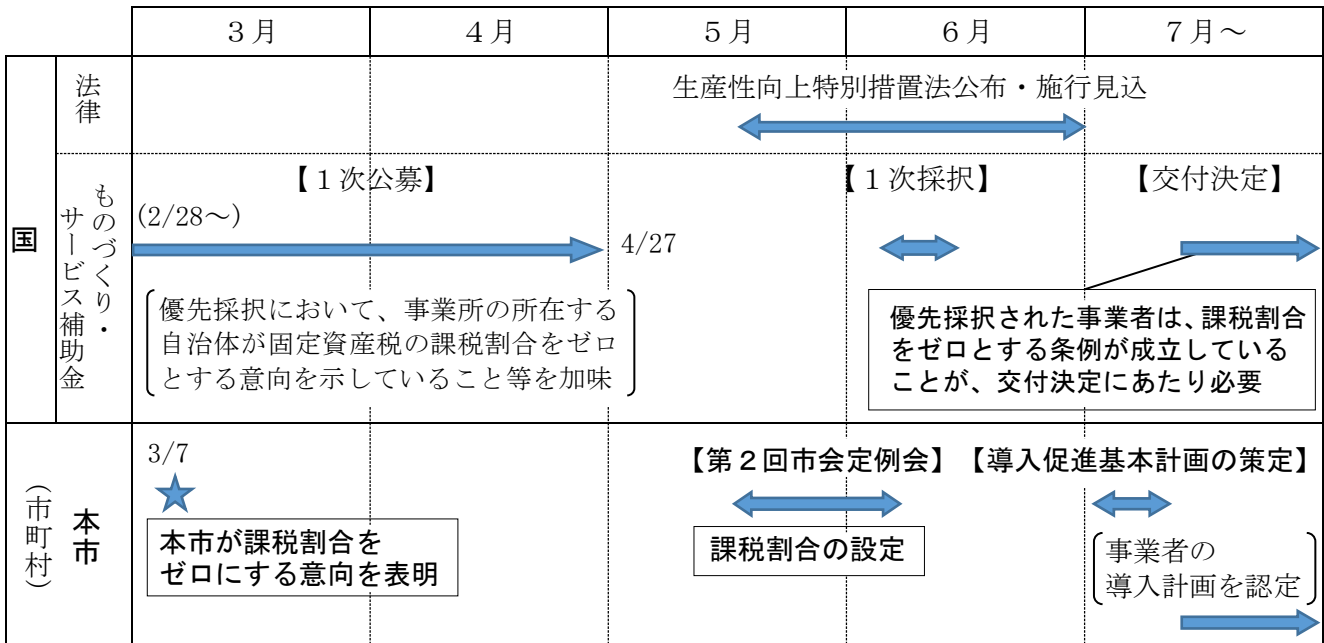 3月
4月
5月
6月
7月~
国
法律
生産性向上特別措置法公布・施行見込
ものづくり・
サービス補助金
【1次公募】
(2/28~)
4/27
優先採択において、事業所の所在する
自治体が固定資産税の課税割合をゼロ
とする意向を示していること等を加味
【1次採択】
【交付決定】
優先採択された事業者は、課税割合
をゼロとする条例が成立している
ことが、交付決定にあたり必要
本市
(市町村)
3/7
本市が課税割合を
ゼロにする意向を表明
【第2回市会定例会】
課税割合の設定
【導入促進基本計画の策定】
事業者の
導入計画を認定